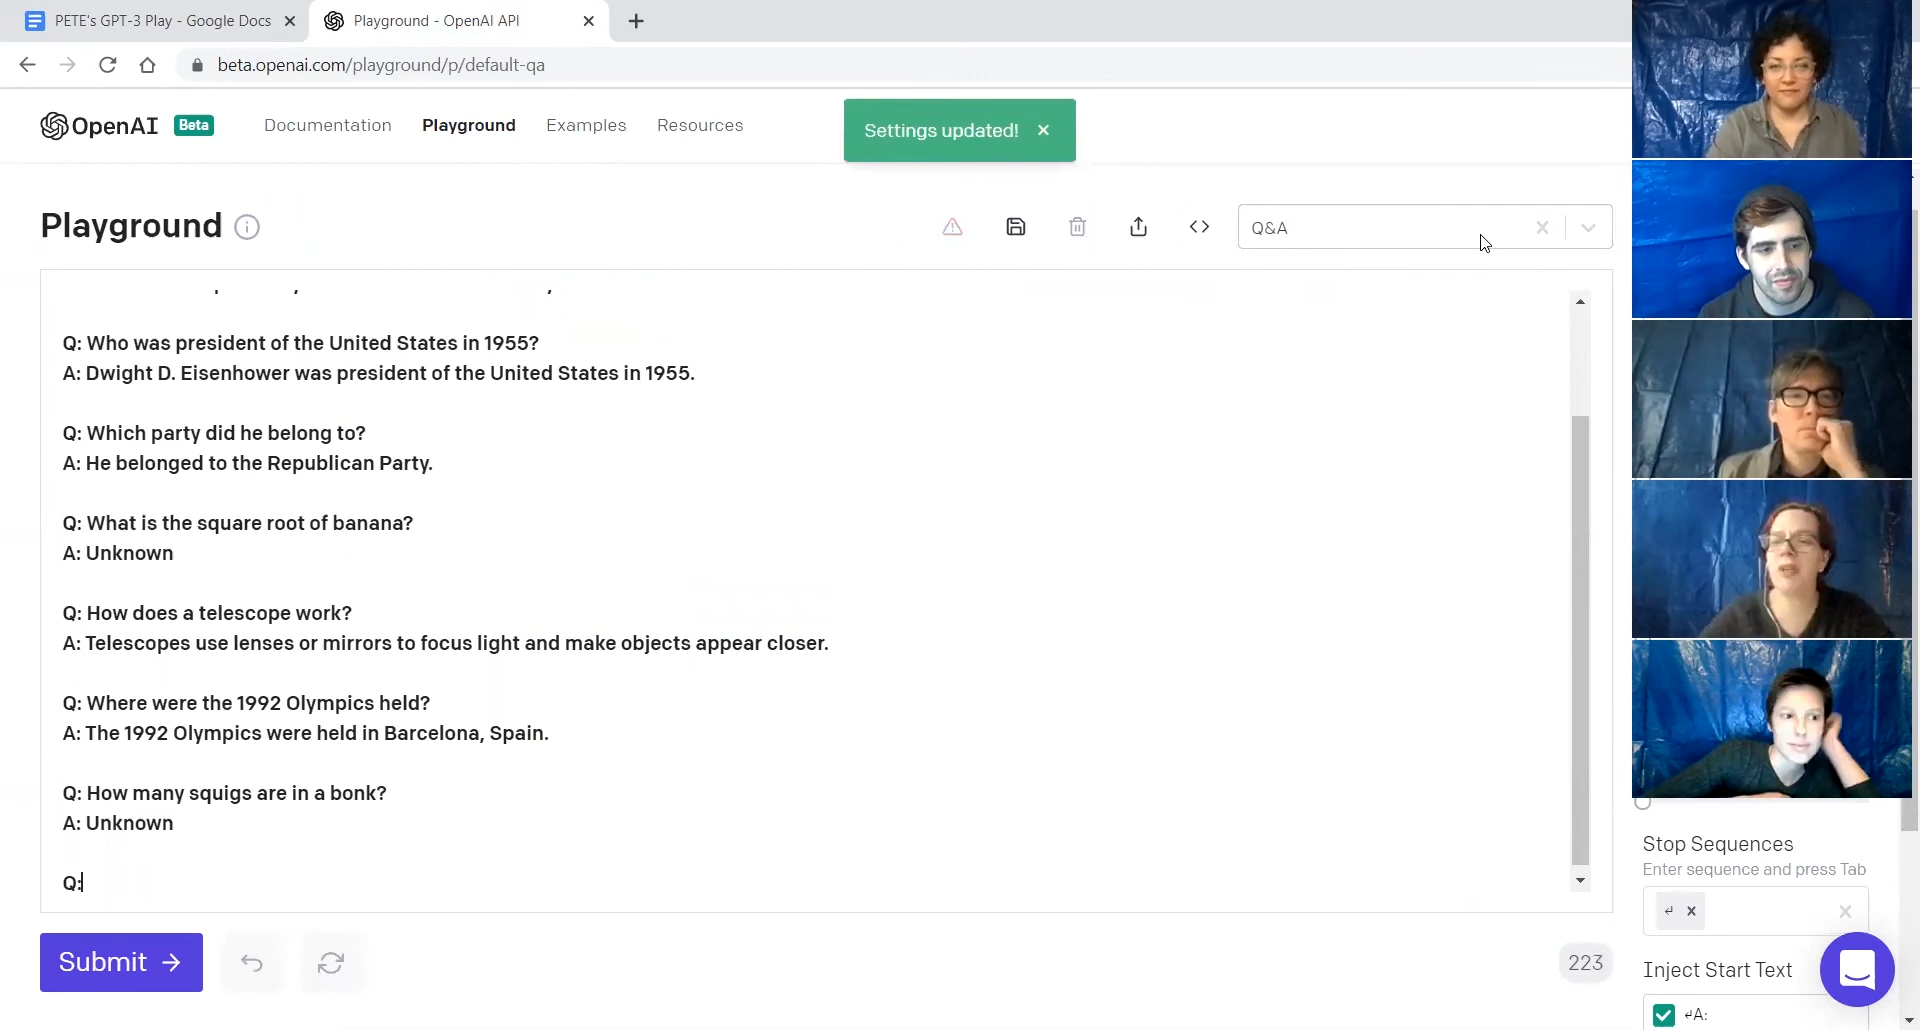 PETE's GPT-3 Play - Google Docs
Playground - OpenAI API
beta.openai.com/playground/p/default-qa
OpenAI Beta
Documentation
Playground
Examples
Resources
Settings updated!
Playground
Q&A
Q: Who was president of the United States in 1955?
A: Dwight D. Eisenhower was president of the United States in 1955.
Q: Which party did he belong to?
A: He belonged to the Republican Party.
Q: What is the square root of banana?
A: Unknown
Q: How does a telescope work?
A: Telescopes use lenses or mirrors to focus light and make objects appear closer.
Q: Where were the 1992 Olympics held?
A: The 1992 Olympics were held in Barcelona, Spain.
Q: How many squigs are in a bonk?
A: Unknown
Q:
Submit
223
Stop Sequences
Enter sequence and press Tab
↵
Inject Start Text
↵A: